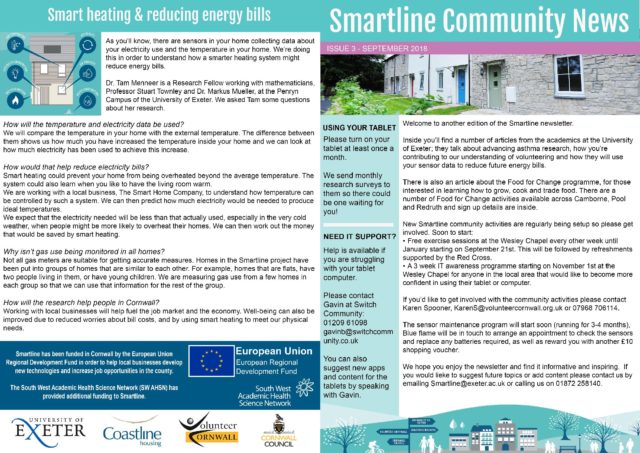 Smart heating & reducing energy bills
As you'll know, there are sensors in your home collecting data about
your electricity use and the temperature in your home. We're doing
this in order to understand how a smarter heating system might
reduce energy bills.
Dr. Tam Menneer is a Research Fellow working with mathematicians,
Professor Stuart Townley and Dr. Markus Mueller, at the Penryn
Campus of the University of Exeter. We asked Tam some questions
about her research.
How will the temperature and electricity data be used?
We will compare the temperature in your home with the external temperature. The difference between
them shows us how much you have increased the temperature inside your home and we can look at
how much electricity has been used to achieve this increase.
How would that help reduce electricity bills?
Smart heating could prevent your home from being overheated beyond the average temperature. The
system could also learn when you like to have the living room warm.
We are working with a local business, The Smart Home Company, to understand how temperature can
be controlled by such a system. We can then predict how much electricity would be needed to produce
ideal temperatures.
We expect that the electricity needed will be less than that actually used, especially in the very cold
weather, when people might be more likely to overheat their homes. We can then work out the money
that would be saved by smart heating.
Why isn't gas use being monitored in all homes?
Not all gas meters are suitable for getting accurate measures. Homes in the Smartline project have
been put into groups of homes that are similar to each other. For example, homes that are flats, have
two people living in them, or have young children. We are measuring gas use from a few homes in
each group so that we can use that information for the rest of the group.
How will the research help people in Cornwall?
Working with local businesses will help fuel the job market and the economy. Well-being can also be
improved due to reduced worries about bill costs, and by using smart heating to meet our physical
needs.
Smartline has been funded in Cornwall by the European Union
Regional Development Fund in order to help local businesses develop
new technologies and increase job opportunities in the county.
The South West Academic Health Science Network (SW AHSN) has
provided additional funding to Smartline.
European Union
European Regional
Development Fund
South West
Academic Health
Science Network
UNIVERSITY OF
EXETER
Coastline
housing
Volunteer
CORNWALL
CORNWALL
COUNCIL
Smartline Community News
ISSUE 3 - SEPTEMBER 2018
USING YOUR TABLET
Please turn on your
tablet at least once a
month.
We send monthly
research surveys to
them so there could
be one waiting for
you!
NEED IT SUPPORT?
Help is available if
you are struggling
with your tablet
computer.
Please contact
Gavin at Switch
Community:
01209 61098
gavinb@switchcomm
unity.co.uk
You can also
suggest new apps
and content for the
tablets by speaking
with Gavin.
Welcome to another edition of the Smartline newsletter.
Inside you'll find a number of articles from the academics at the University
of Exeter; they talk about advancing asthma research, how you're
contributing to our understanding of volunteering and how they will use
your sensor data to reduce future energy bills.
There is also an article about the Food for Change programme, for those
interested in learning how to grow, cook and trade food. There are a
number of Food for Change activities available across Camborne, Pool
and Redruth and sign up details are inside.
New Smartline community activities are regularly being setup so please get
involved. Soon to start:
• Free exercise sessions at the Wesley Chapel every other week until
January starting on September 21st. This will be followed by refreshments
supported by the Red Cross.
• A 3 week IT awareness programme starting on November 1st at the
Wesley Chapel for anyone in the local area that would like to become more
confident in using their tablet or computer.
If you'd like to get involved with the community activities please contact
Karen Spooner, KarenS@volunteercornwall.org.uk or 07968 706114.
The sensor maintenance program will start soon (running for 3-4 months),
Blue flame will be in touch to arrange an appointment to check the sensors
and replace any batteries required, as well as reward you with another £10
shopping voucher.
We hope you enjoy the newsletter and find it informative and inspiring. If
you would lieke to suggest future topics or add content please contact us by
emailing Smartline@exeter.ac.uk or calling us on 01872 258140.